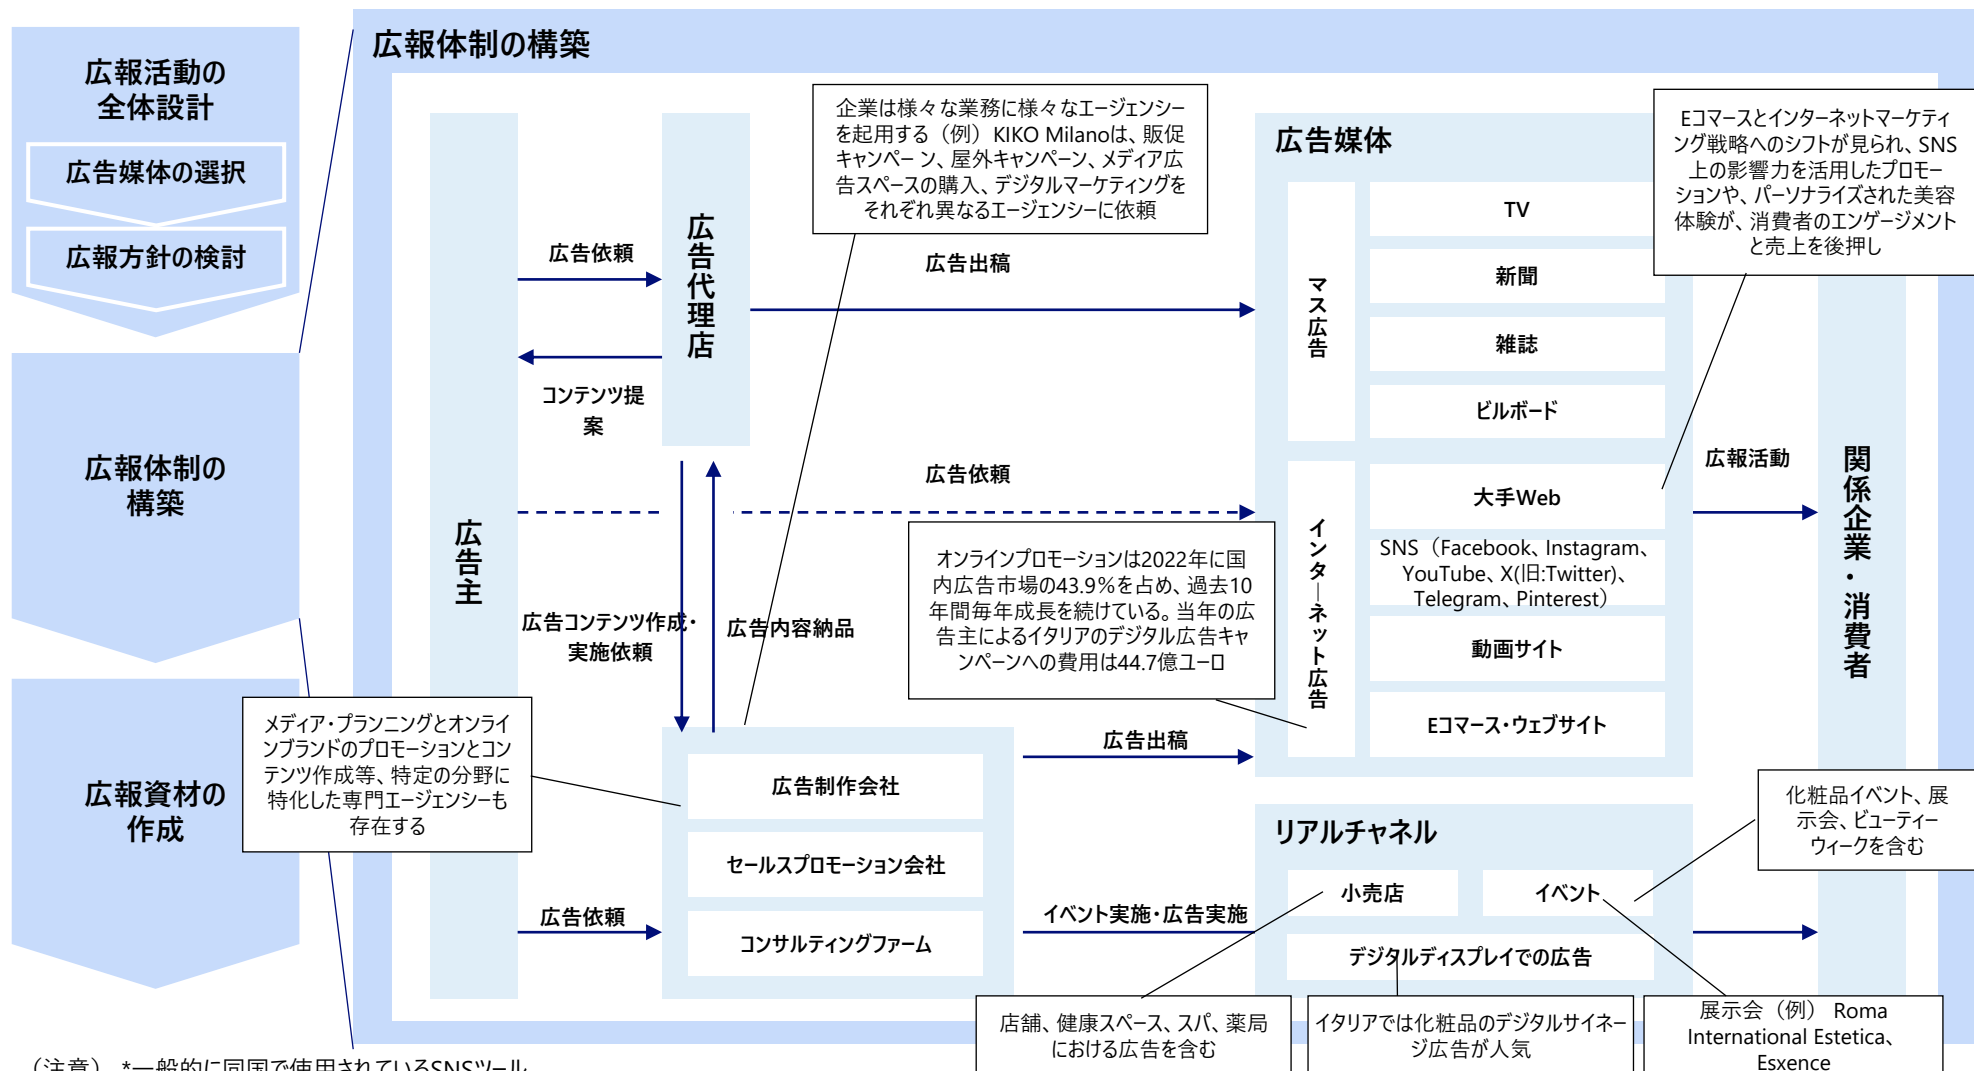 広報活動の
全体設計
広告媒体の選択
広報方針の検討
広報体制の
構築
広報資材の
作成
広報体制の構築
広告主
広告依頼
コンテンツ提
案
広告代理店
企業は様々な業務に様々なエージェンシー
を起用する（例）KIKO Milanoは、販促
キャンペーン、屋外キャンペーン、メディア広
告スペースの購入、デジタルマーケティングを
それぞれ異なるエージェンシーに依頼
広告出稿
広告依頼
広告コンテンツ作成・
実施依頼
広告内容納品
メディア・プランニングとオンライ
ンブランドのプロモーションとコン
テンツ作成等、特定の分野に
特化した専門エージェンシーも
存在する
広告依頼
広告制作会社
セールスプロモーション会社
コンサルティングファーム
広告出稿
イベント実施・広告実施
オンラインプロモーションは2022年に国
内広告市場の43.9%を占め、過去10
年間毎年成長を続けている。当年の広
告主によるイタリアのデジタル広告キャ
ンペーンへの費用は44.7億ユーロ
広告媒体
マス広告
TV
新聞
雑誌
ビルボード
インターネット広告
大手Web
SNS（Facebook、Instagram、
YouTube、X(旧:Twitter)、
Telegram、Pinterest）
動画サイト
Eコマース・ウェブサイト
Eコマースとインターネットマーケティ
ング戦略へのシフトが見られ、SNS
上の影響力を活用したプロモー
ションや、パーソナライズされた美容
体験が、消費者のエンゲージメント
と売上を後押し
広報活動
関係企業・消費者
リアルチャネル
小売店
イベント
デジタルディスプレイでの広告
化粧品イベント、展
示会、ビューティー
ウィークを含む
店舗、健康スペース、スパ、薬局
における広告を含む
イタリアでは化粧品のデジタルサイネー
ジ広告が人気
展示会（例） Roma
International Estetica、
Esxence
（注意） *一般的に同国で使用されているSNSツール